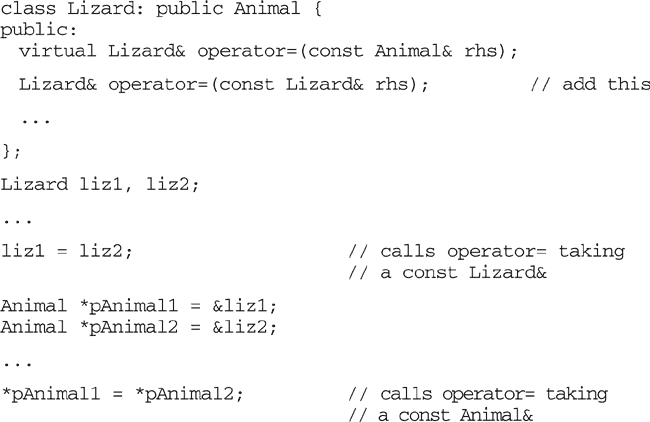 class Lizard: public Animal {
public:
  virtual Lizard& operator=(const Animal& rhs);
  Lizard& operator=(const Lizard& rhs);        // add this
  ...
};
Lizard liz1, liz2;
...
liz1 = liz2;                   // calls operator= taking
                               // a const Lizard&
Animal *pAnimal1 = &liz1;
Animal *pAnimal2 = &liz2;
...
*pAnimal1 = *pAnimal2;         // calls operator= taking
                               // a const Animal&